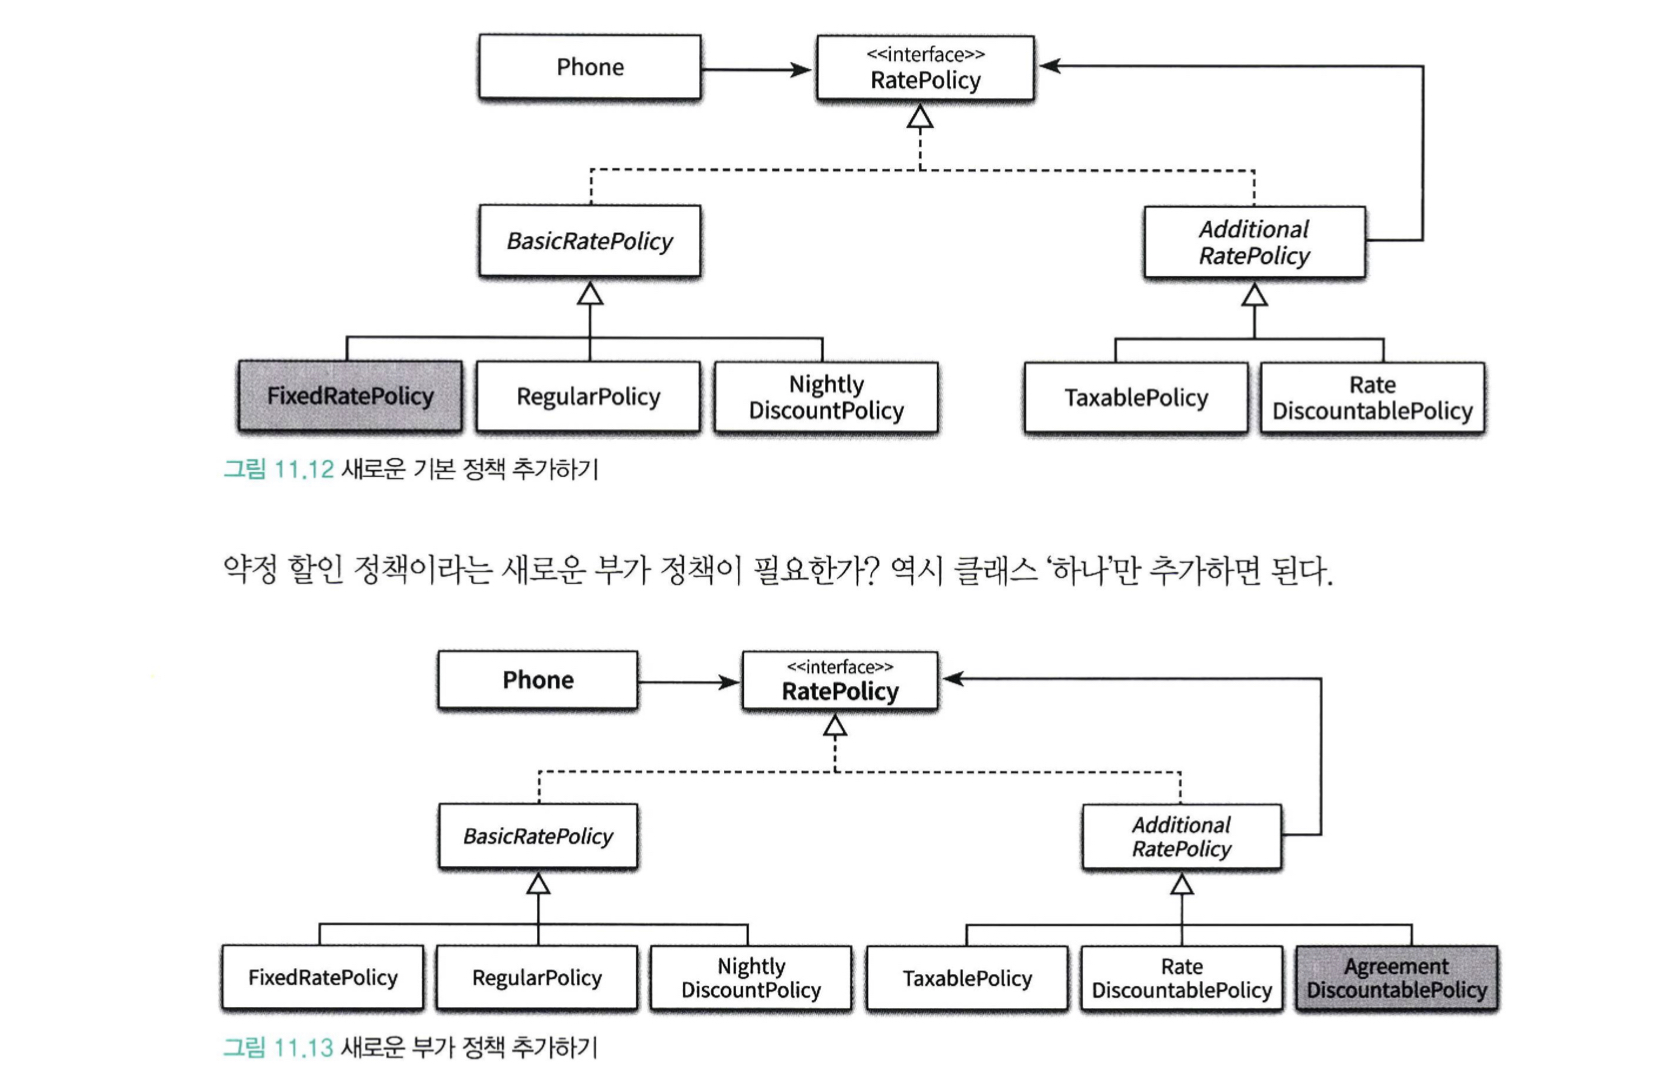 Phone
<<interface>>
RatePolicy
BasicRatePolicy
Additional
RatePolicy
FixedRatePolicy
RegularPolicy
Nightly
DiscountPolicy
TaxablePolicy
Rate
DiscountablePolicy
그림 11.12 새로운 기본 정책 추가하기
약정 할인 정책이라는 새로운 부가 정책이 필요한가? 역시 클래스 ‘하나’만 추가하면 된다.
Phone
<<interface>>
RatePolicy
BasicRatePolicy
Additional
RatePolicy
FixedRatePolicy
RegularPolicy
Nightly
DiscountPolicy
TaxablePolicy
Rate
DiscountablePolicy
Agreement
DiscountablePolicy
그림 11.13 새로운 부가 정책 추가하기